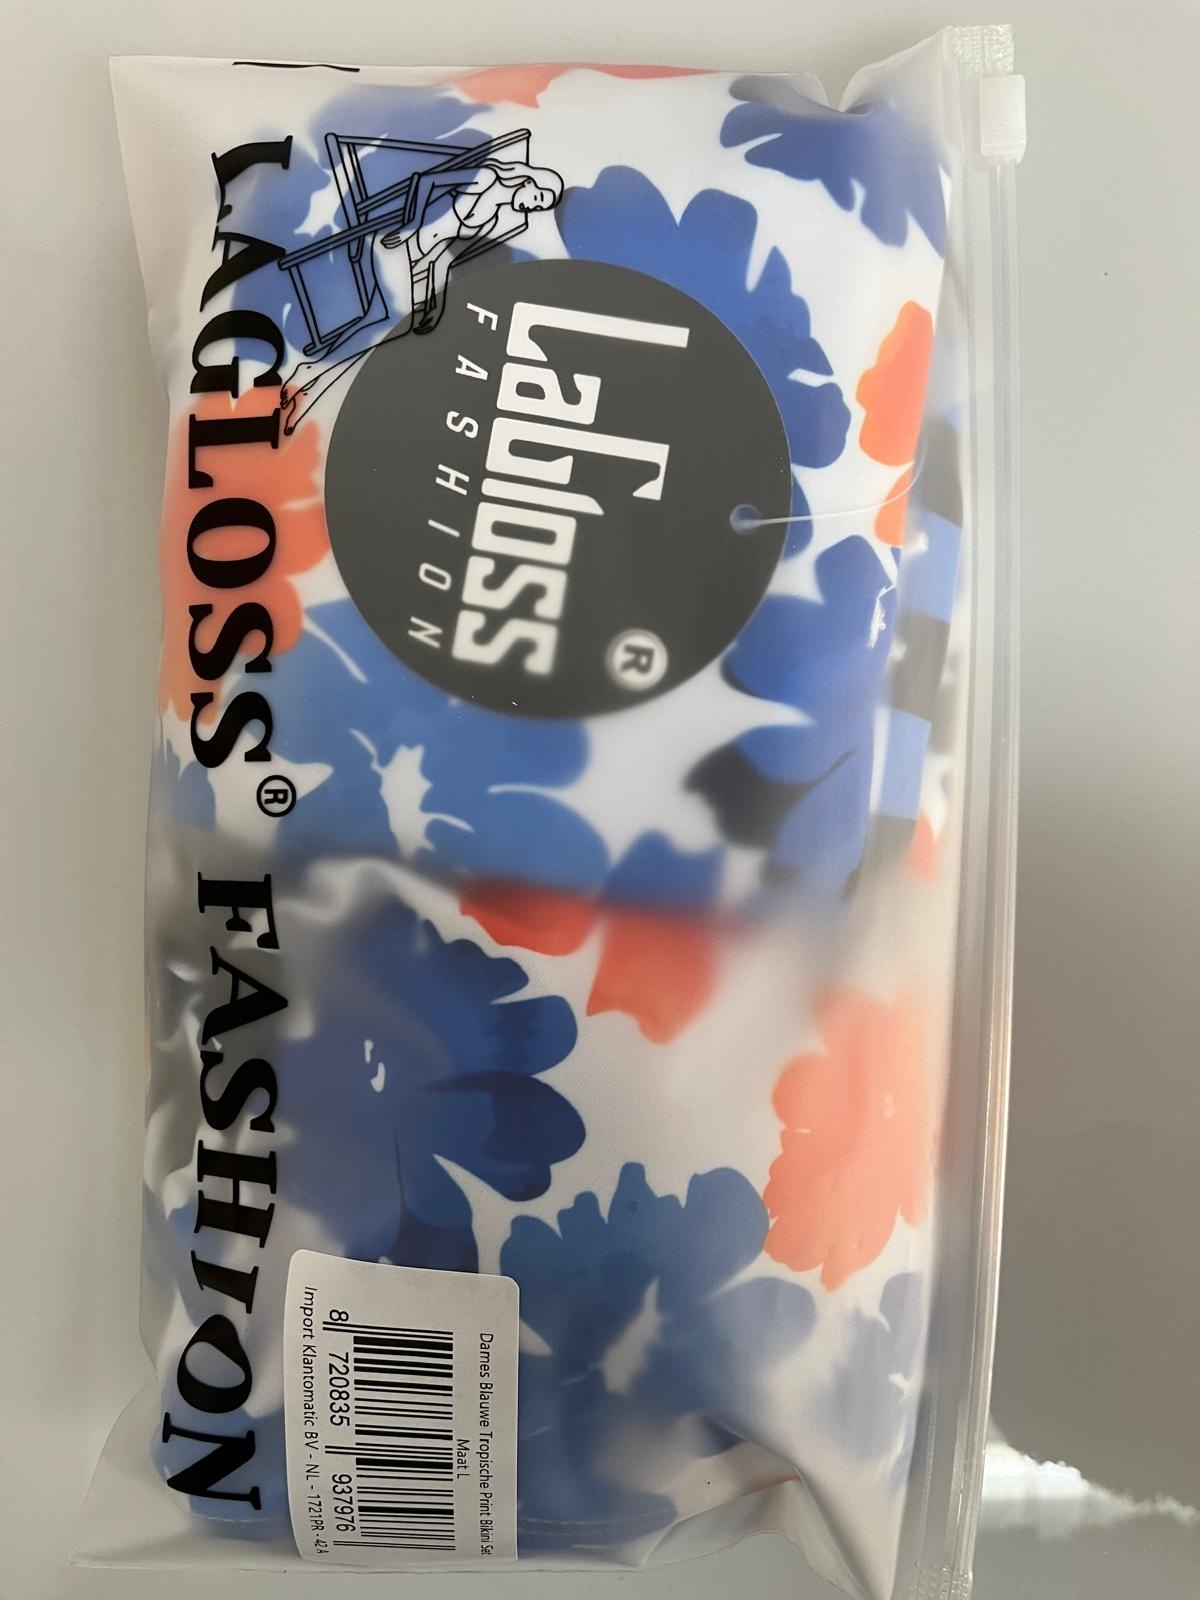 LAGLOSS® FASHION
LaGloss®
FASHION
Dames Blauwe Tropische Print Bikini Set
Maat L
8 720835 937976
Import Klantomatic BV - NL - 1721PR - 42 A